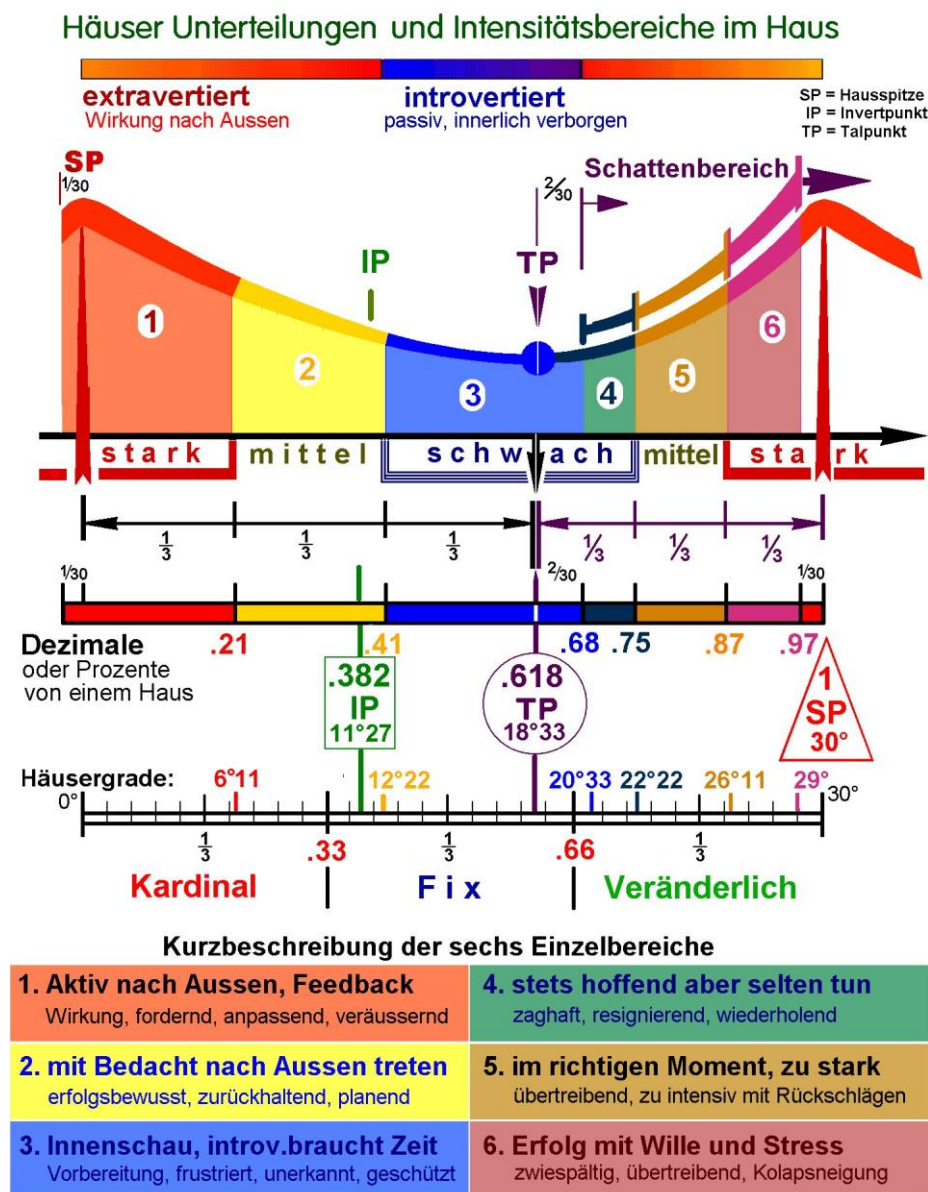 Häuser Unterteilungen und Intensitätsbereiche im Haus
extravertiert
Wirkung nach Aussen
introvertiert
passiv, innerlich verborgen
SP = Hausspitze
IP = Invertpunkt
TP = Talpunkt
SP
1/30
2/30
Schattenbereich
IP
TP
1
2
3
4
5
6
stark
mittel
schwach
mittel
stark
1/3
1/3
1/3
1/3
1/3
1/3
1/30
2/30
1/30
Dezimale
oder Prozente
von einem Haus
.21
.41
.68
.75
.87
.97
.382
IP
11°27
.618
TP
18°33
1
SP
30°
Häusergrade:
6°11
12°22
20°33
22°22
26°11
29°
0°
30°
1/3
.33
1/3
.66
1/3
Kardinal
Fix
Veränderlich
Kurzbeschreibung der sechs Einzelbereiche
1. Aktiv nach Aussen, Feedback
Wirkung, fordernd, anpassend, veräussernd
2. mit Bedacht nach Aussen treten
erfolgsbewusst, zurückhaltend, planend
3. Innenschau, introv.braucht Zeit
Vorbereitung, frustriert, unerkannt, geschützt
4. stets hoffend aber selten tun
zaghaft, resignierend, wiederholend
5. im richtigen Moment, zu stark
übertreibend, zu intensiv mit Rückschlägen
6. Erfolg mit Wille und Stress
zwiespältig, übertreibend, Kolapsneigung